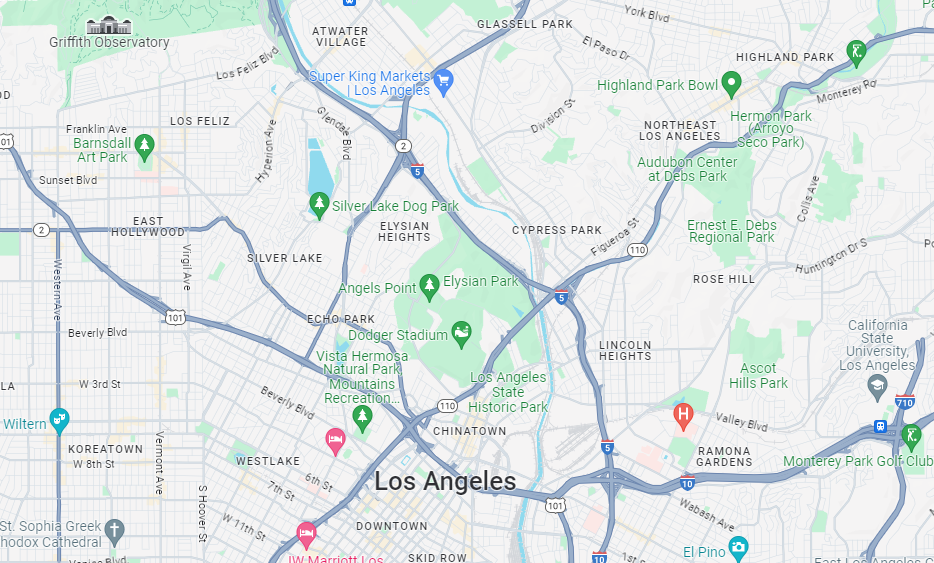 York Blvd
GLASSELL PARK
ATWATER
VILLAGE
Griffith Observatory
El Paso Dr
HIGHLAND PARK
Los Feliz Blvd
Super King Markets
| Los Angeles
Highland Park Bowl
Monterey Rd
Glendale Blvd
Division St
Hermon Park
(Arroyo
Seco Park)
LOS FELIZ
Franklin Ave
Hyperion Ave
NORTHEAST
LOS ANGELES
101
Barnsdall
Art Park
2
5
Audubon Center
at Debs Park
Sunset Blvd
Colis Ave
Silver Lake Dog Park
EAST
HOLLYWOOD
2
ELYSIAN
HEIGHTS
CYPRESS PARK
Figueroa St
Ernest E. Debs
Regional Park
110
Huntington Dr S
Virgil Ave
SILVER LAKE
Western Ave
Angels Point
Elysian Park
ROSE HILL
5
101
ECHO PARK
Beverly Blvd
Dodger Stadium
California
State
University,
Los Angeles
LINCOLN
HEIGHTS
Vista Hermosa
Natural Park
Mountains
Recreation...
Ascot
Hills Park
Los Angeles
State
Historic Park
W 3rd St
Beverly Blvd
110
710
Wiltern
H
Valley Blvd
CHINATOWN
KOREATOWN
Vermont Ave
5
RAMONA
GARDENS
W 8th St
WESTLAKE
Monterey Park Golf Club
6th St
7th St
Los Angeles
10
S Hoover St
101
Wabash Ave
W 11th St
DOWNTOWN
St. Sophia Greek
thodox Cathedral
El Pino
SKID ROW
10
1st St
JW Marriott Los